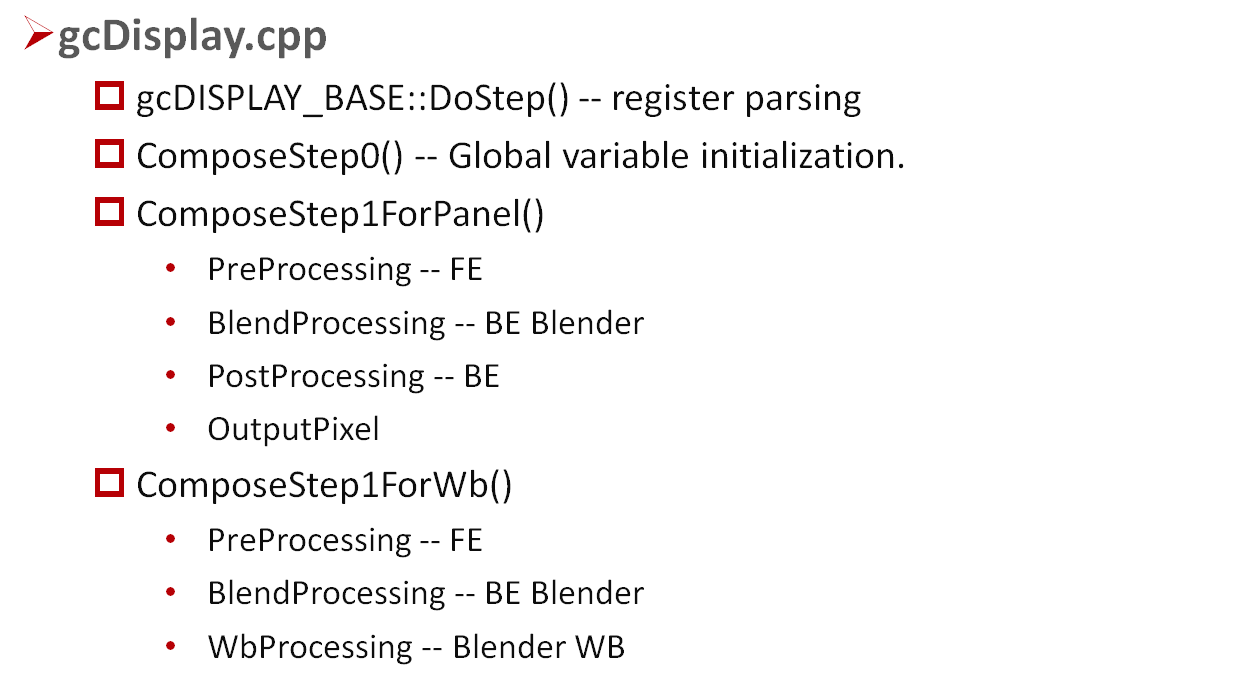 gcDisplay.cpp
gcDISPLAY_BASE::DoStep() -- register parsing
ComposeStep0() -- Global variable initialization.
ComposeStep1ForPanel()
• PreProcessing -- FE
• BlendProcessing -- BE Blender
• PostProcessing -- BE
• OutputPixel
ComposeStep1ForWb()
• PreProcessing -- FE
• BlendProcessing -- BE Blender
• WbProcessing -- Blender WB